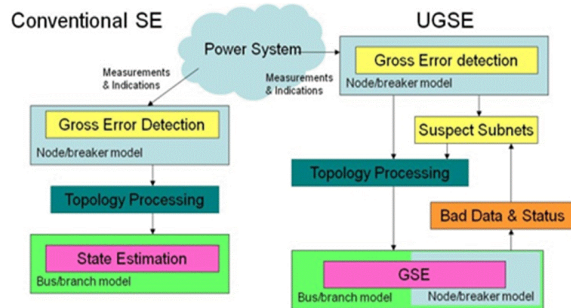 Conventional SE
UGSE
Power System
Measurements
& Indications
Measurements
& Indications
Gross Error Detection
Node/breaker model
Topology Processing
State Estimation
Bus/branch model
Gross Error detection
Node/breaker model
Suspect Subnets
Topology Processing
Bad Data & Status
GSE
Bus/branch model
Node/breaker model